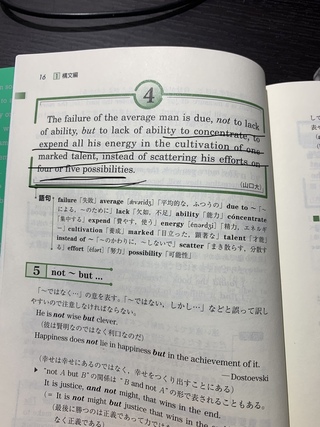 16 1 構文編
4
The failure of the average man is due, not to lack
of ability, but to lack of ability to concentrate, to
expend all his energy in the cultivation of one
marked talent, instead of scattering his efforts on
four or five possibilities.
(山口大)
・語句・
failure「失敗」 average [ǽvəridʒ]「平均的な, ふつうの」 due to ～「～
による, ～のために」 lack「欠如, 不足」 ability「能力」 cóncentrate
「集中する」 expend「費やす, 使う」 energy [énərdʒi]「精力, エネルギ
ー」 cultivation「養成」 marked「目立った, 顕著な」 talent「才能」
instead of ～「～のかわりに, ～しないで」 scatter「まき散らす, 分散す
る」 effort [éfərt]「努力」 possibility「可能性」
5 not ～ but …
「～ではなく…」の意を表す。「～ではない, しかし…」などと誤って訳し
やすいので注意しなければならない。
He is not wise but clever.
(彼は賢明なのではなく利口なのだ)
Happiness does not lie in happiness but in the achievement of it.
—Dostoevski
(幸せは幸せにあるのではなく, 幸せをつくり出すことにある)
▶ "not A but B" の関係は "B and not A" の形で表されることもある。
It is justice, and not might, that wins in the end.
(= It is not might but justice that wins in the
(最後に勝つのは正義であって力では
なく正義である)